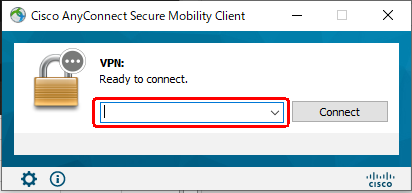 Cisco AnyConnect Secure Mobility Client
VPN:
Ready to connect.
Connect
CISCO